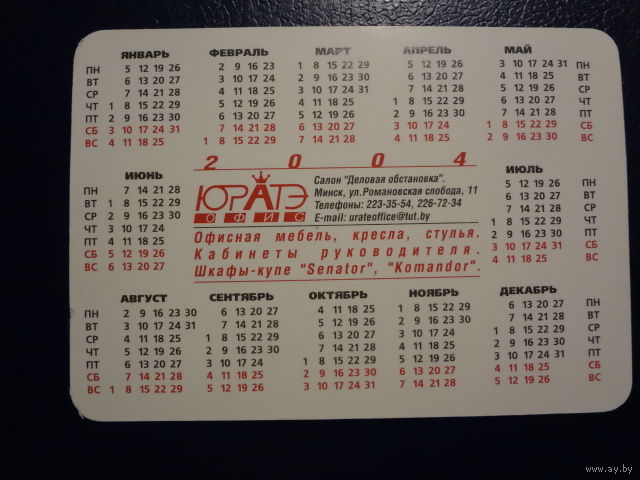 ЯНВАРЬ ФЕВРАЛЬ МАРТ АПРЕЛЬ МАЙ
ПН 5 12 19 26 2 9 16 23 1 8 15 22 29 5 12 19 26 3 10 17 24 31 ПН
ВТ 6 13 20 27 3 10 17 24 2 9 16 23 30 6 13 20 27 4 11 18 25 ВТ
СР 7 14 21 28 4 11 18 25 3 10 17 24 31 7 14 21 28 5 12 19 26 СР
ЧТ 1 8 15 22 29 5 12 19 26 4 11 18 25 1 8 15 22 29 6 13 20 27 ЧТ
ПТ 2 9 16 23 30 6 13 20 27 5 12 19 26 2 9 16 23 30 7 14 21 28 ПТ
СБ 3 10 17 24 31 7 14 21 28 6 13 20 27 3 10 17 24 1 8 15 22 29 СБ
ВС 4 11 18 25 1 8 15 22 29 7 14 21 28 4 11 18 25 2 9 16 23 30 ВС
2 0 0 4
ИЮНЬ
ПН 7 14 21 28
ВТ 1 8 15 22 29
СР 2 9 16 23 30
ЧТ 3 10 17 24
ПТ 4 11 18 25
СБ 5 12 19 26
ВС 6 13 20 27
ЮРАТЭ
ОФИС
Салон "Деловая обстановка".
Минск, ул.Романовская слобода, 11
Телефоны: 223-35-54, 226-72-34
E-mail: urateoffice@tut.by
Офисная мебель, кресла, стулья.
Кабинеты руководителя.
Шкафы-купе "Senator", "Komandor".
ИЮЛЬ
5 12 19 26 ПН
6 13 20 27 ВТ
7 14 21 28 СР
1 8 15 22 29 ЧТ
2 9 16 23 30 ПТ
3 10 17 24 31 СБ
4 11 18 25 ВС
АВГУСТ СЕНТЯБРЬ ОКТЯБРЬ НОЯБРЬ ДЕКАБРЬ
ПН 2 9 16 23 30 6 13 20 27 4 11 18 25 1 8 15 22 29 6 13 20 27 ПН
ВТ 3 10 17 24 31 7 14 21 28 5 12 19 26 2 9 16 23 30 7 14 21 28 ВТ
СР 4 11 18 25 1 8 15 22 29 6 13 20 27 3 10 17 24 1 8 15 22 29 СР
ЧТ 5 12 19 26 2 9 16 23 30 7 14 21 28 4 11 18 25 2 9 16 23 30 ЧТ
ПТ 6 13 20 27 3 10 17 24 1 8 15 22 29 5 12 19 26 3 10 17 24 31 ПТ
СБ 7 14 21 28 4 11 18 25 2 9 16 23 30 6 13 20 27 4 11 18 25 СБ
ВС 1 8 15 22 29 5 12 19 26 3 10 17 24 31 7 14 21 28 5 12 19 26 ВС
www.ay.by